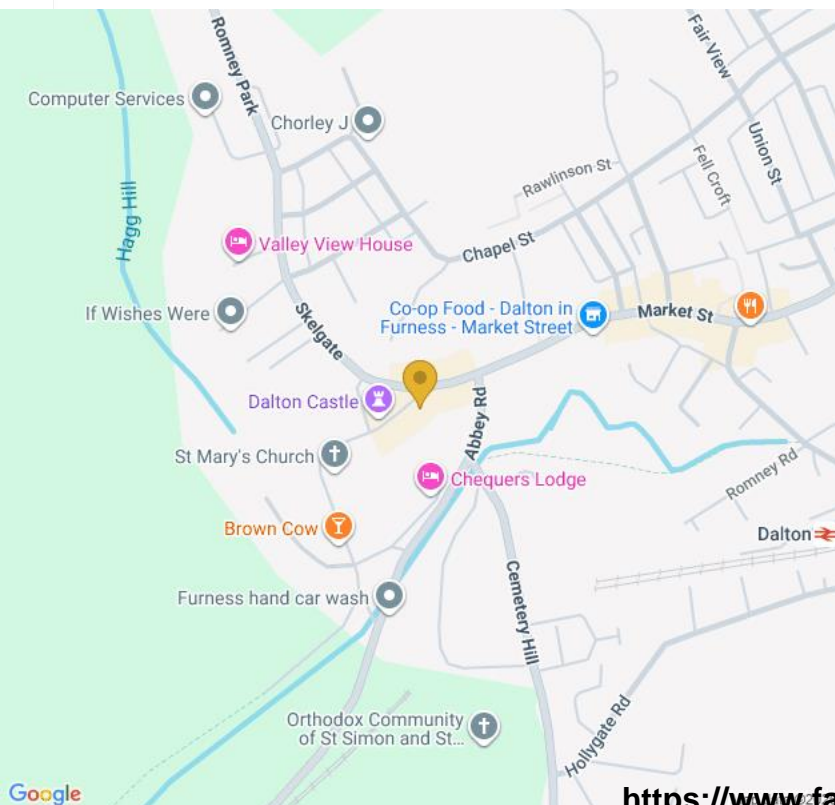 Romney Park
Fair View
Computer Services
Chorley J
Union St
Hagg Hill
Rawlinson St
Fell Croft
Valley View House
Chapel St
If Wishes Were
Skelgate
Co-op Food - Dalton in
Furness - Market Street
Market St
Dalton Castle
Abbey Rd
St Mary's Church
Chequers Lodge
Romney Rd
Brown Cow
Dalton
Cemetery Hill
Furness hand car wash
Orthodox Community
of St Simon and St...
Hollygate Rd
Google